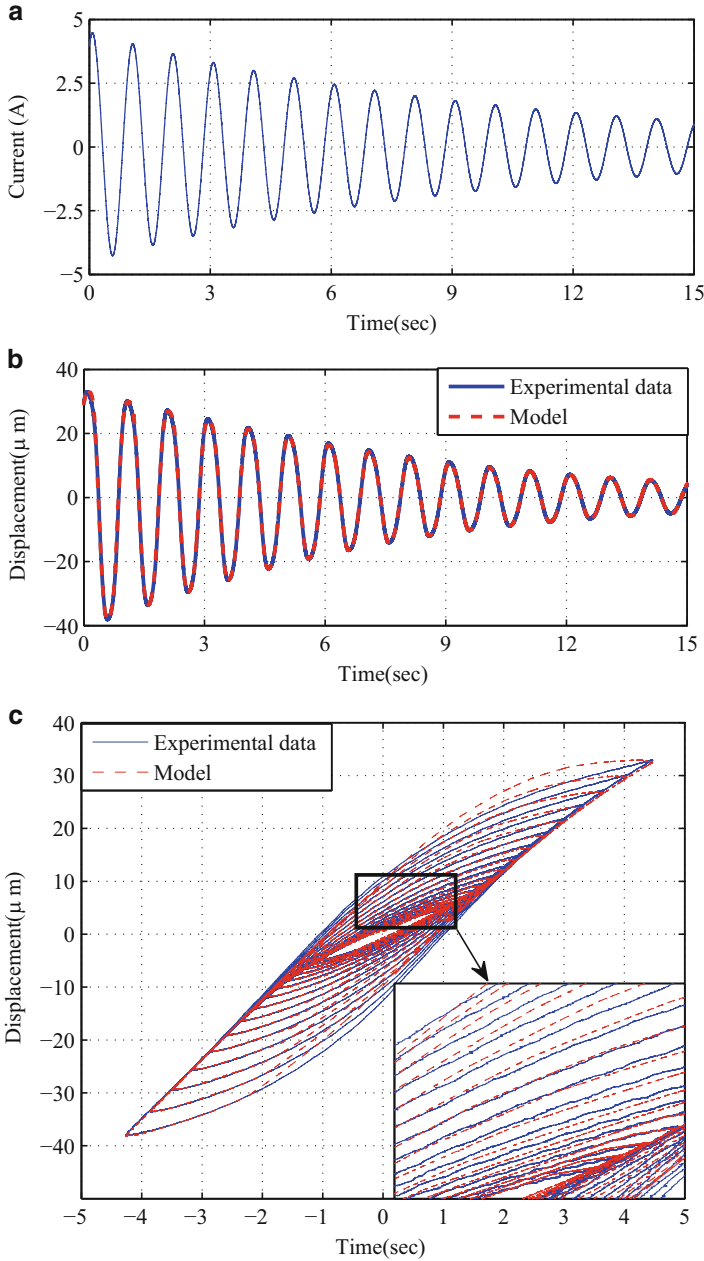 a
5
2.5
0
−2.5
−5
Current (A)
0 3 6 9 12 15
Time(sec)
b
40
20
0
−20
−40
Displacement(μ m)
Experimental data
Model
0 3 6 9 12 15
Time(sec)
c
40
30
20
10
0
−10
−20
−30
−40
Displacement(μ m)
Experimental data
Model
−5 −4 −3 −2 −1 0 1 2 3 4 5
Time(sec)